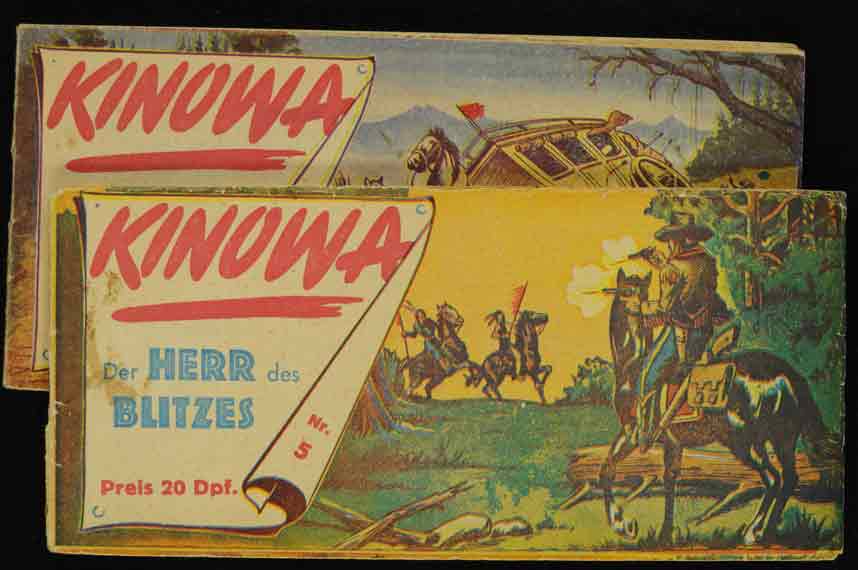 KINOWA
KINOWA
Der HERR des
BLITZES
Nr.
5
Preis 20 Dpf.